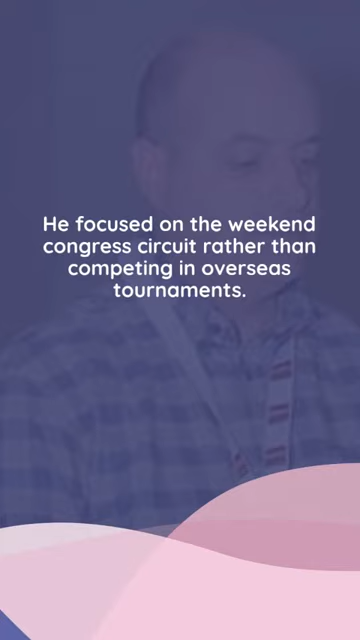 He focused on the weekend
congress circuit rather than
competing in overseas
tournaments.